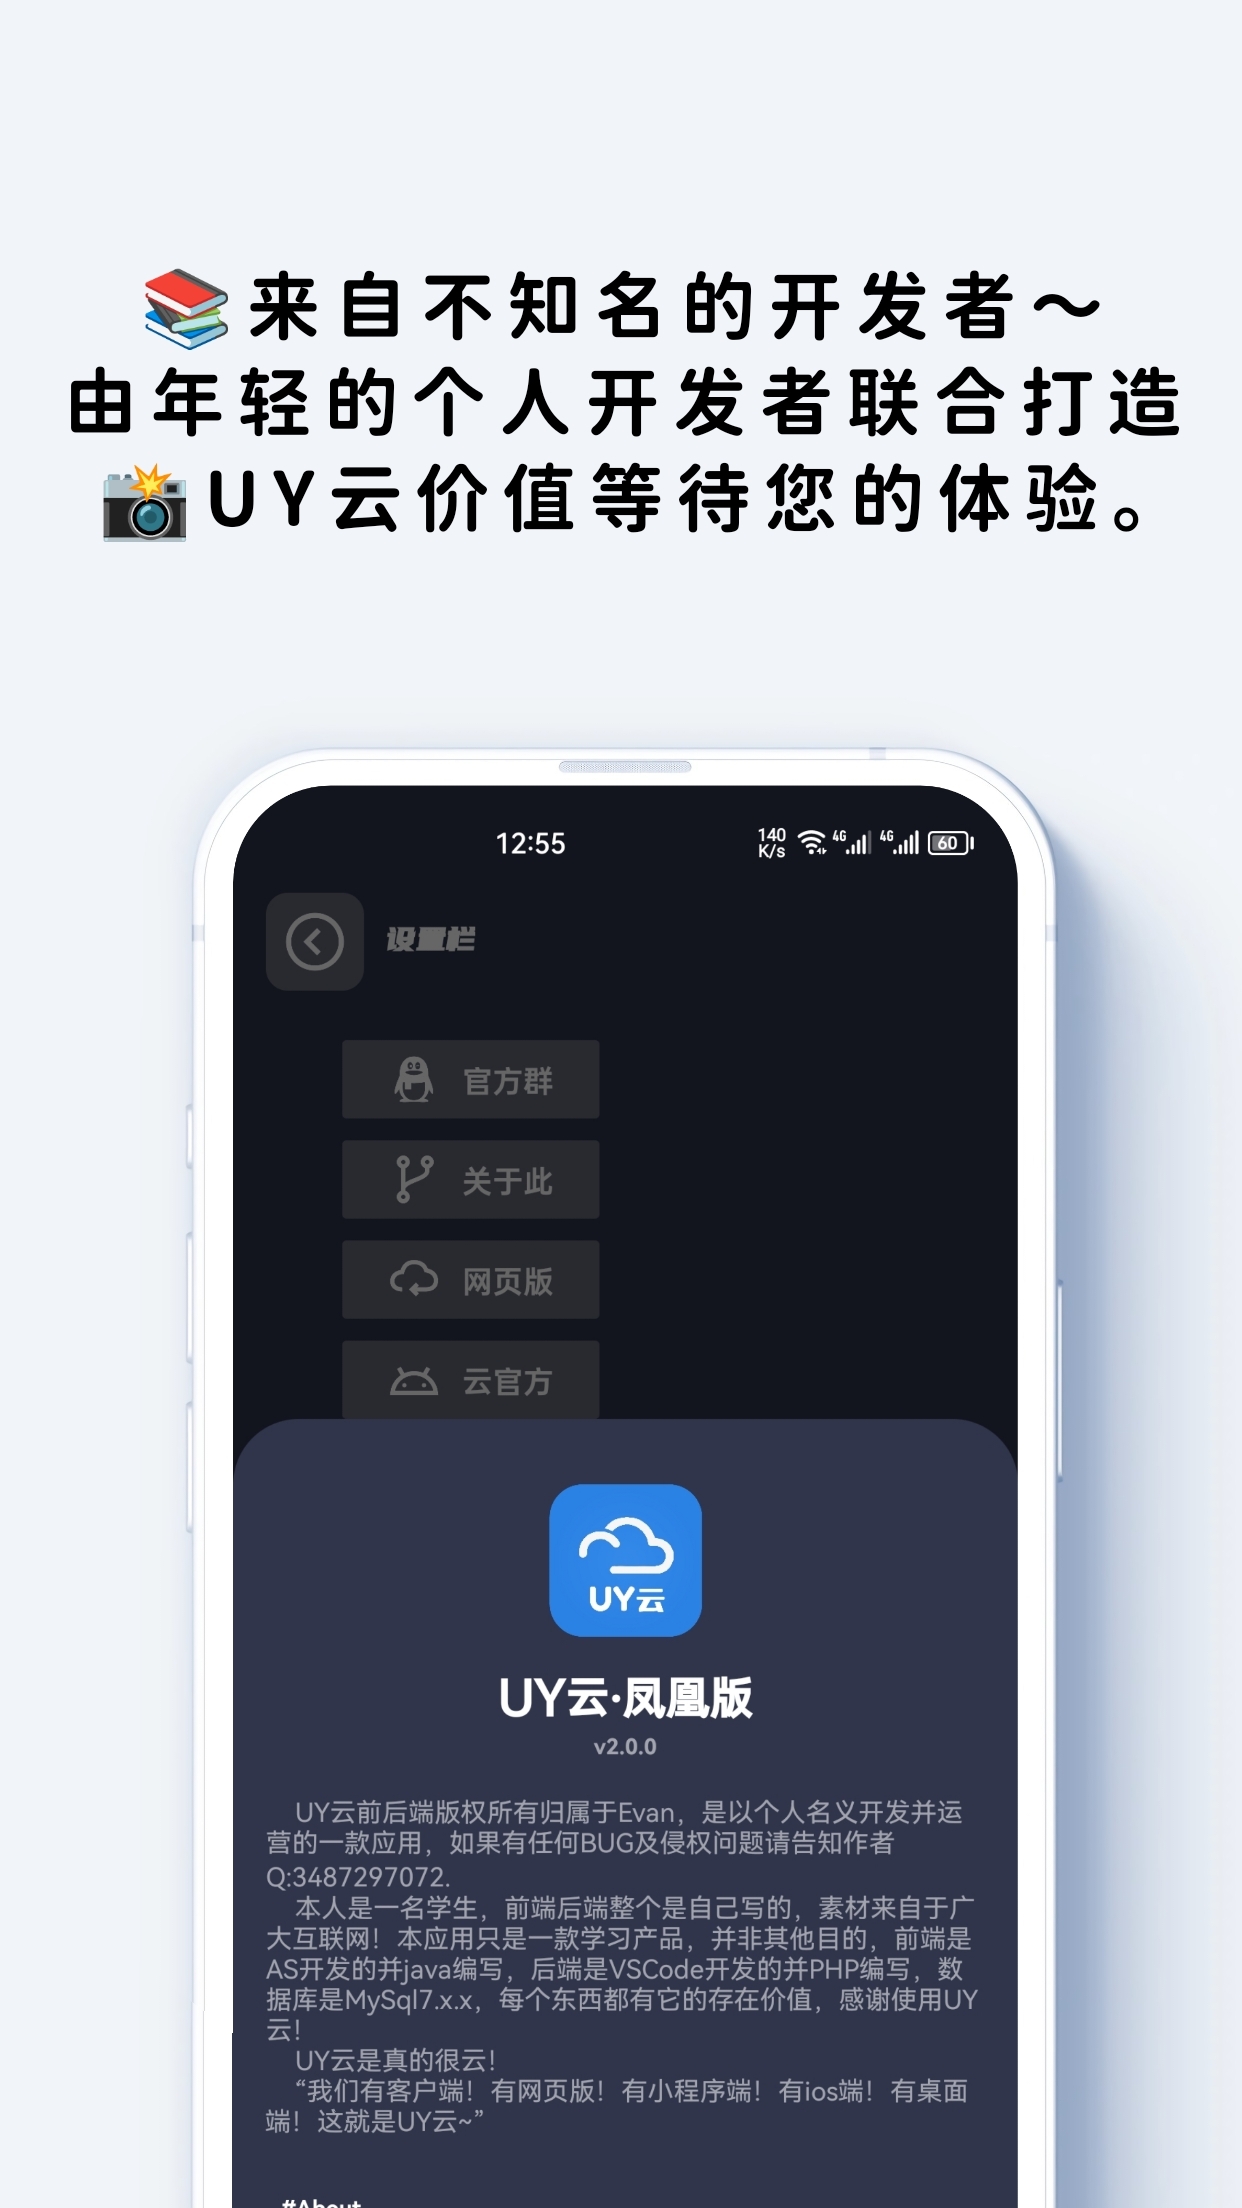 📚来自不知名的开发者～
由年轻的个人开发者联合打造
📸UY云价值等待您的体验。
12:55
140
K/s
4G
4G
60
设置栏
官方群
关于此
网页版
云官方
UY云
UY云·凤凰版
v2.0.0
UY云前后端版权所有归属于Evan，是以个人名义开发并运
营的一款应用，如果有任何BUG及侵权问题请告知作者
Q:3487297072.
本人是一名学生，前端后端整个是自己写的，素材来自于广
大互联网！本应用只是一款学习产品，并非其他目的，前端是
AS开发的并java编写，后端是VSCode开发的并PHP编写，数
据库是MySql7.x.x，每个东西都有它的存在价值，感谢使用UY
云！
UY云是真的很云！
“我们有客户端！有网页版！有小程序端！有ios端！有桌面
端！这就是UY云~”
#About